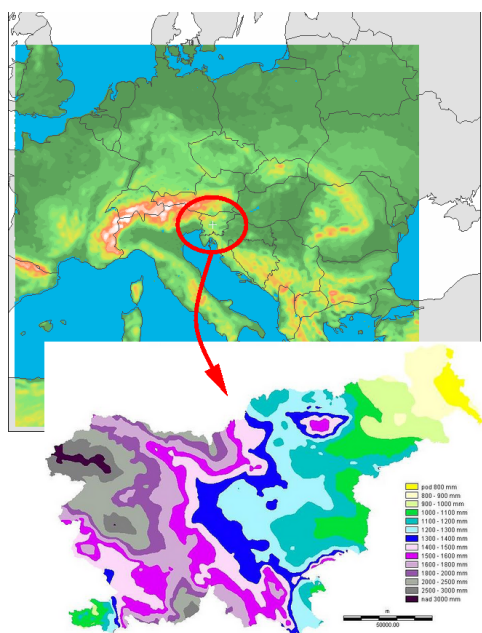 pod 800 mm
800 - 900 mm
900 - 1000 mm
1000 - 1100 mm
1100 - 1200 mm
1200 - 1300 mm
1300 - 1400 mm
1400 - 1500 mm
1500 - 1600 mm
1600 - 1800 mm
1800 - 2000 mm
2000 - 2500 mm
2500 - 3000 mm
nad 3000 mm
m
50000.00